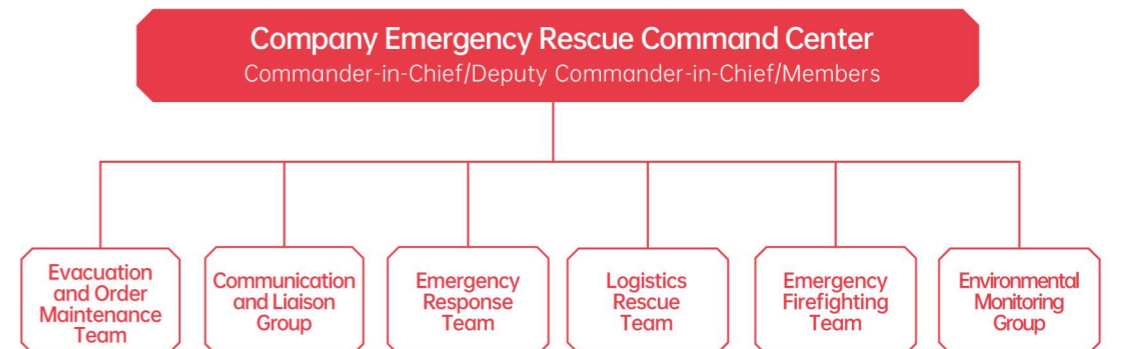 Company Emergency Rescue Command Center
Commander-in-Chief/Deputy Commander-in-Chief/Members
Evacuation
and Order
Maintenance
Team
Communication
and Liaison
Group
Emergency
Response
Team
Logistics
Rescue
Team
Emergency
Firefighting
Team
Environmental
Monitoring
Group